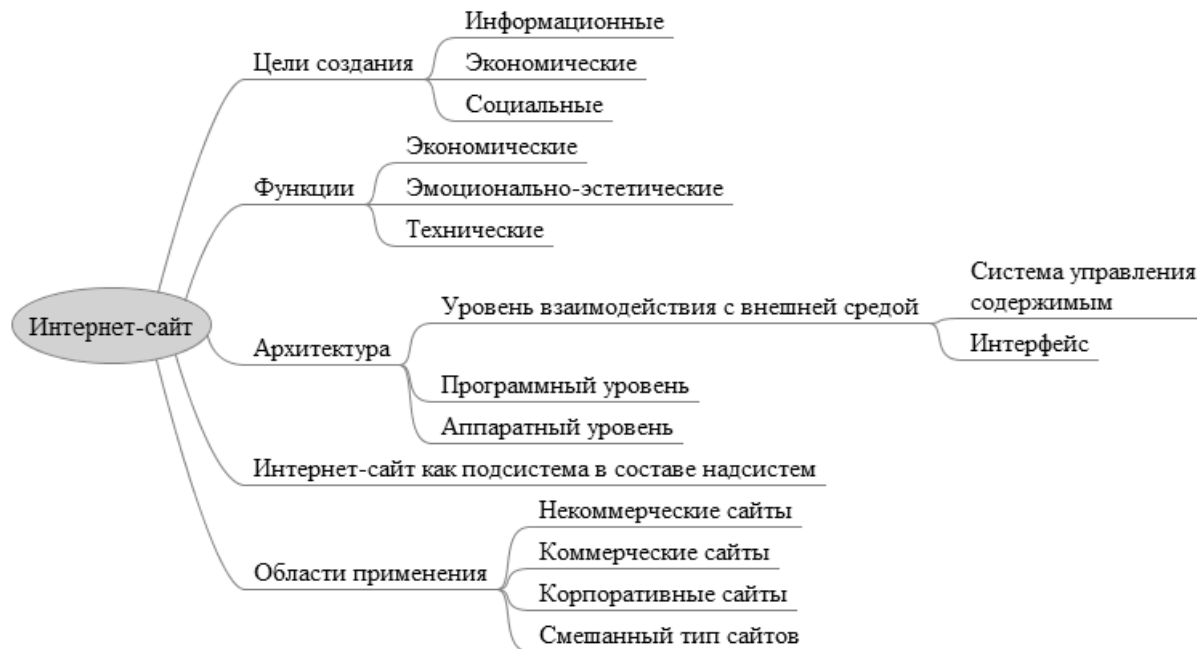 Информационные
Цели создания
Экономические
Социальные
Экономические
Функции
Эмоционально-эстетические
Технические
Интернет-сайт
Архитектура
Уровень взаимодействия с внешней средой
Система управления
содержимым
Интерфейс
Программный уровень
Аппаратный уровень
Интернет-сайт как подсистема в составе надсистем
Области применения
Некоммерческие сайты
Коммерческие сайты
Корпоративные сайты
Смешанный тип сайтов